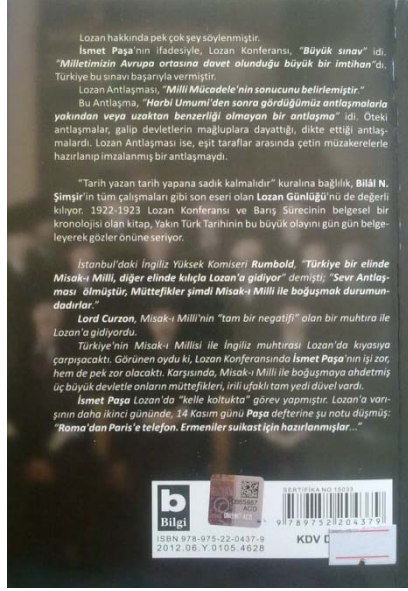 Lozan hakkında pek çok şey söylenmiştir.
İsmet Paşa'nın ifadesiyle, Lozan Konferansı, "Büyük sınav" idi.
"Milletimizin Avrupa ortasına davet olunduğu büyük bir imtihan"dı.
Türkiye bu sınavı başarıyla vermiştir.
Lozan Antlaşması, "Milli Mücadele'nin sonucunu belirlemiştir."
Bu Antlaşma, "Harbi Umumi'den sonra gördüğümüz antlaşmalarla
yakından veya uzaktan benzerliği olmayan bir antlaşma" idi. Öteki
antlaşmalar, galip devletlerin mağluplara dayattığı, dikte ettiği antlaş-
malardı. Lozan Antlaşması ise, eşit taraflar arasında çetin müzakerelerle
hazırlanıp imzalanmış bir antlaşmaydı.
"Tarih yazan tarih yapana sadık kalmalıdır" kuralına bağlılık, Bilâl N.
Şimşir'in tüm çalışmaları gibi son eseri olan Lozan Günlüğü'nü de değerli
kılıyor. 1922-1923 Lozan Konferansı ve Barış Sürecinin belgesel bir
kronolojisi olan kitap, Yakın Türk Tarihinin bu büyük olayını gün gün belge-
leyerek gözler önüne seriyor.
İstanbul'daki İngiliz Yüksek Komiseri Rumbold, "Türkiye bir elinde
Misak-ı Milli, diğer elinde kılıçla Lozan'a gidiyor" demişti; "Sevr Antlaş-
ması ölmüştür, Müttefikler şimdi Misak-ı Milli ile boğuşmak durumun-
dadırlar."
Lord Curzon, Misak-ı Milli'nin "tam bir negatifi" olan bir muhtıra ile
Lozan'a gidiyordu.
Türkiye'nin Misak-ı Millisi ile İngiliz muhtırası Lozan'da kıyasıya
çarpışacaktı. Görünen oydu ki, Lozan Konferansında İsmet Paşa'nın işi zor,
hem de pek zor olacaktı. Karşısında, Misak-ı Milli ile boğuşmaya ahdetmiş
üç büyük devletle onların müttefikleri, irili ufaklı tam yedi düvel vardı.
İsmet Paşa Lozan'da "kelle koltukta" görev yapmıştır. Lozan'a varı-
şının daha ikinci gününde, 14 Kasım günü Paşa defterine şu notu düşmüş:
"Roma'dan Paris'e telefon. Ermeniler suikast için hazırlanmışlar..."
b
Bilgi
ISBN 978-975-22-0437-9
2012.06.Y.0105.4628
SERTİFİKA NO 15033
9 789752 204379
KDV